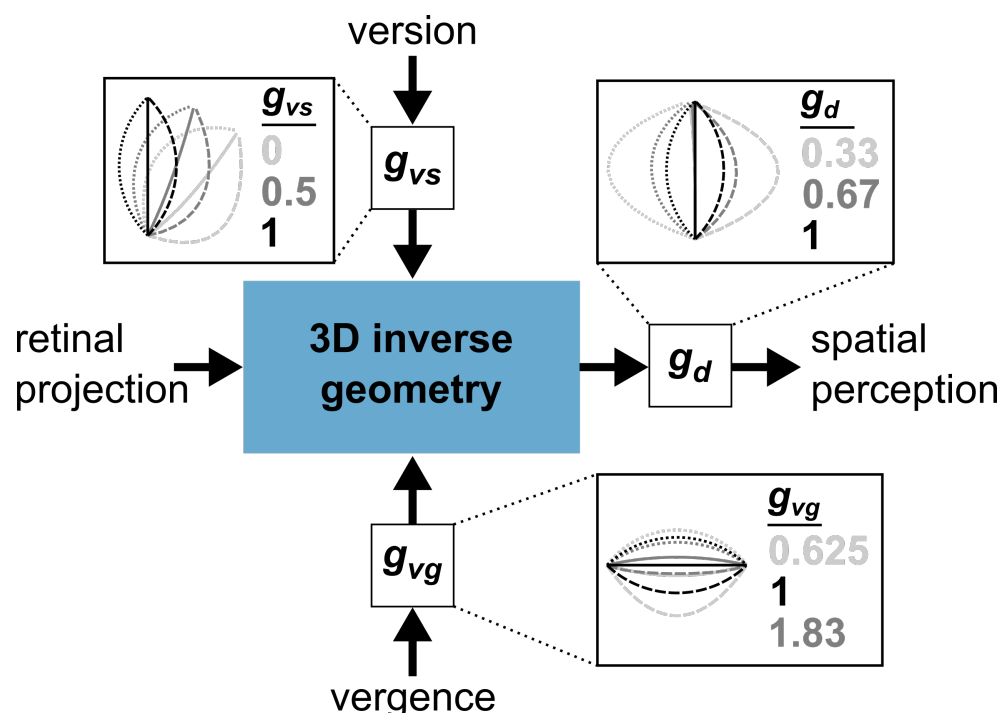 version
g_vs
0
0.5
1
g_vs
g_d
0.33
0.67
1
retinal
projection
3D inverse
geometry
g_d
spatial
perception
g_vg
g_vg
0.625
1
1.83
vergence